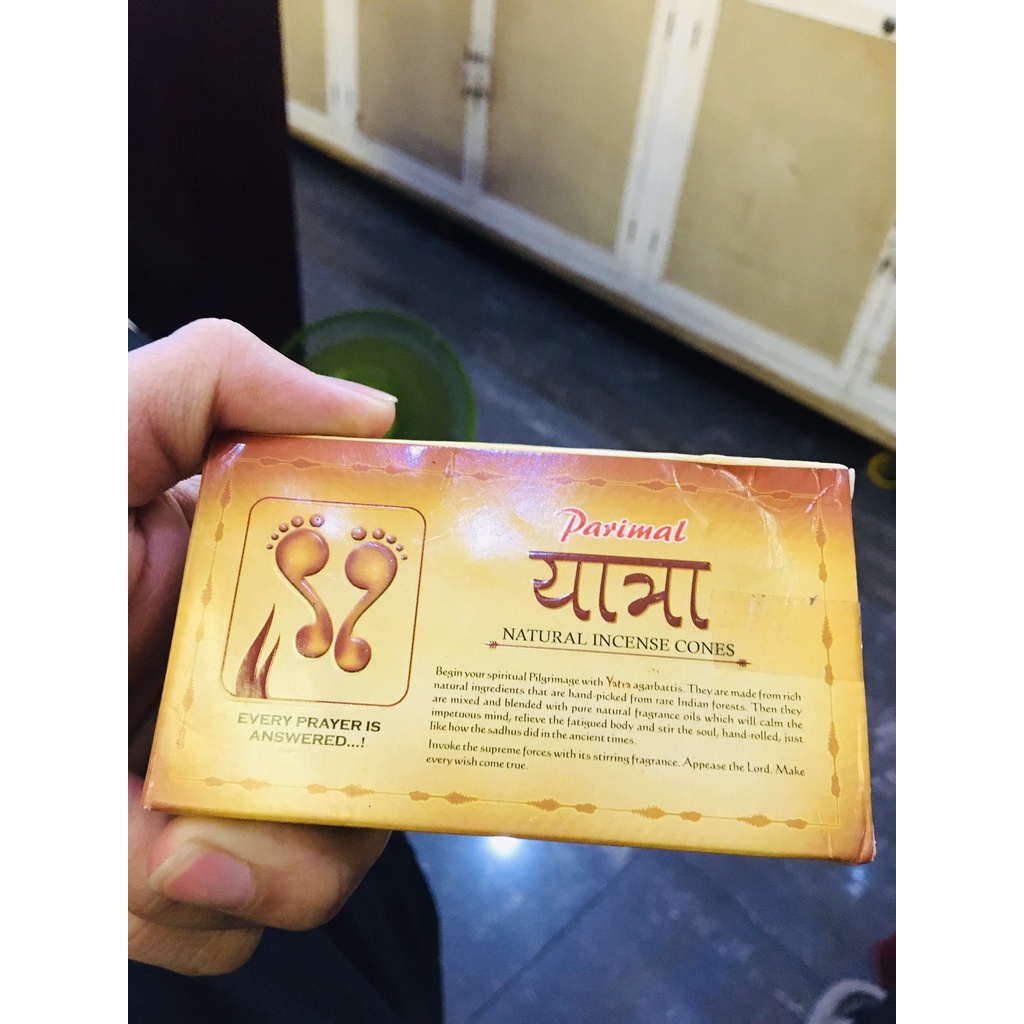 Parimal
यात्रा
NATURAL INCENSE CONES
Begin your spiritual Pilgrimage with Yatra agarbattis. They are made from rich
natural ingredients that are hand-picked from rare Indian forests. Then they
are mixed and blended with pure natural fragrance oils which will calm the
impetuous mind, relieve the fatigued body and stir the soul, hand-rolled, just
like how the sadhus did in the ancient times.
Invoke the supreme forces with its stirring fragrance. Appease the Lord. Make
every wish come true.
EVERY PRAYER IS
ANSWERED...!